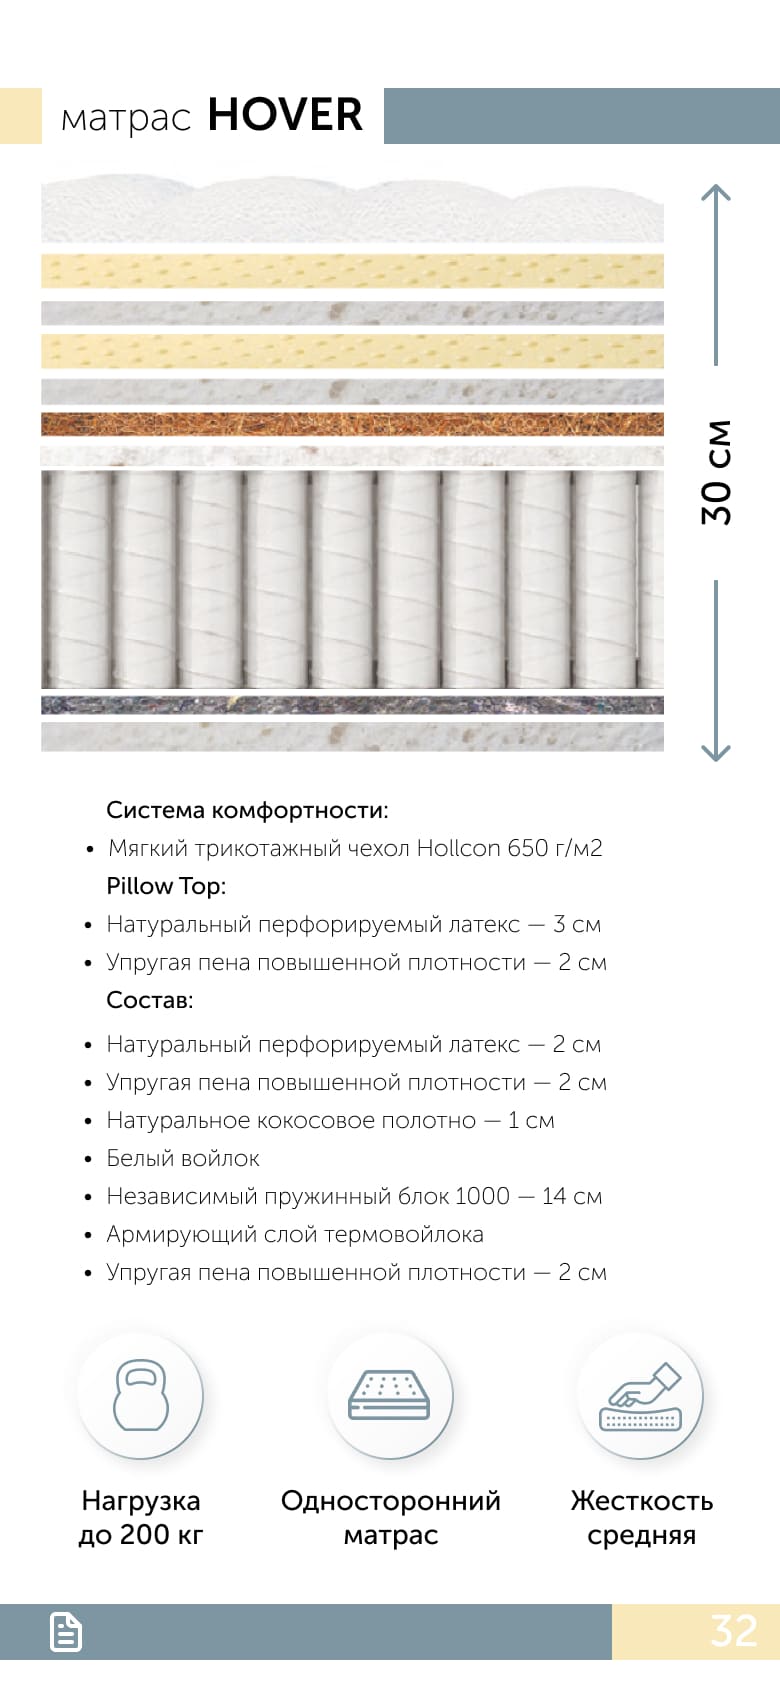 матрас HOVER
30 см
Система комфортности:
• Мягкий трикотажный чехол Hollcon 650 г/м2
Pillow Top:
• Натуральный перфорируемый латекс — 3 см
• Упругая пена повышенной плотности — 2 см
Состав:
• Натуральный перфорируемый латекс — 2 см
• Упругая пена повышенной плотности — 2 см
• Натуральное кокосовое полотно — 1 см
• Белый войлок
• Независимый пружинный блок 1000 — 14 см
• Армирующий слой термовойлока
• Упругая пена повышенной плотности — 2 см
Нагрузка
до 200 кг
Односторонний
матрас
Жесткость
средняя
32